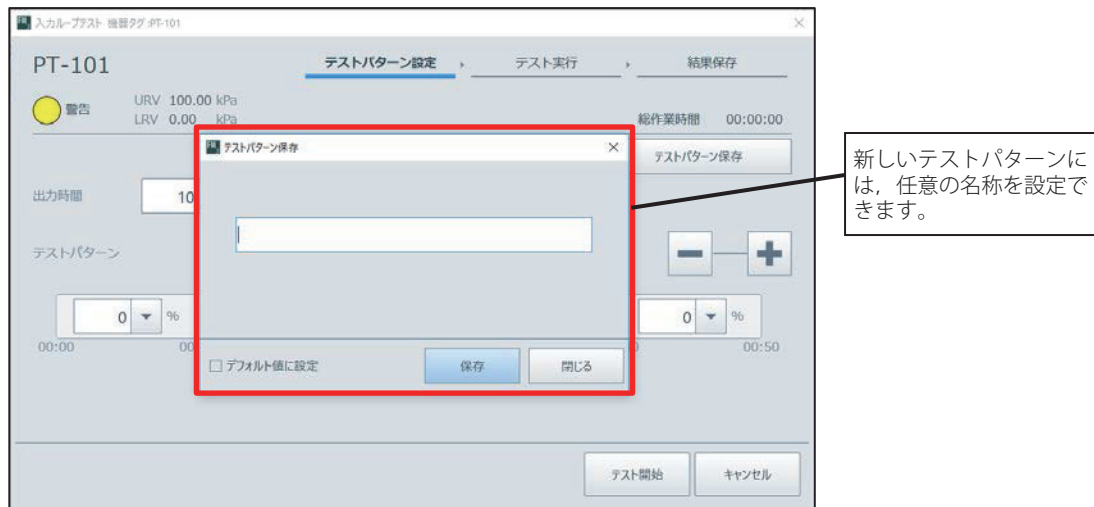 入力ループテスト 機器タグ:PT-101
PT-101
テストパターン設定
テスト実行
結果保存
警告
URV 100.00 kPa
LRV 0.00 kPa
総作業時間 00:00:00
テストパターン保存
テストパターン保存
出力時間
10
テストパターン
0 %
0 %
00:00
00
00:50
デフォルト値に設定
保存
閉じる
テスト開始
キャンセル
新しいテストパターンに
は，任意の名称を設定で
きます。